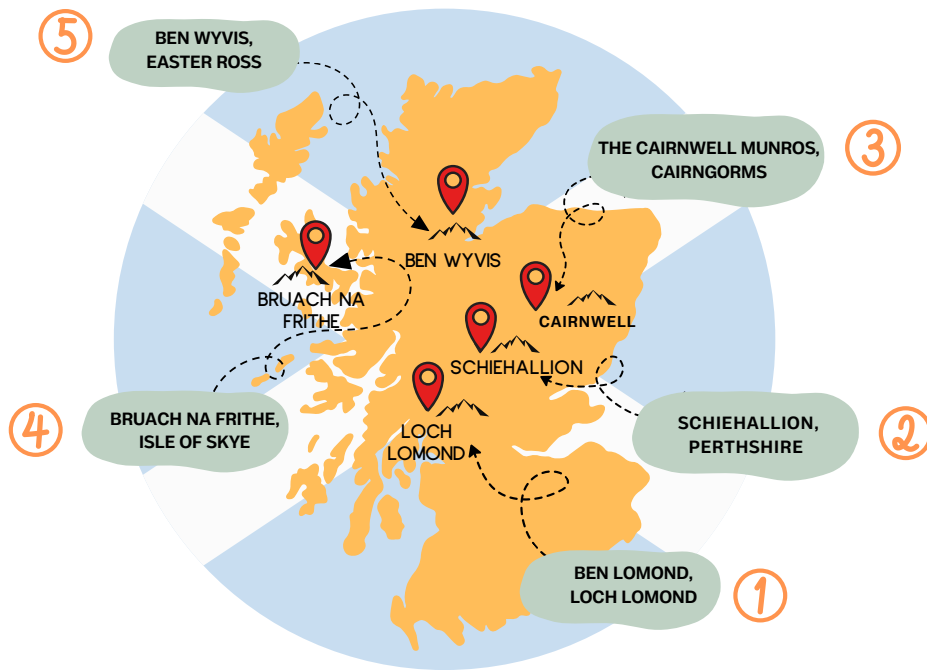 5
BEN WYVIS,
EASTER ROSS
THE CAIRNWELL MUNROS,
CAIRNGORMS
3
BEN WYVIS
BRUACH NA
FRITHE
CAIRNWELL
SCHIEHALLION
4
BRUACH NA FRITHE,
ISLE OF SKYE
LOCH
LOMOND
SCHIEHALLION,
PERTHSHIRE
2
BEN LOMOND,
LOCH LOMOND
1